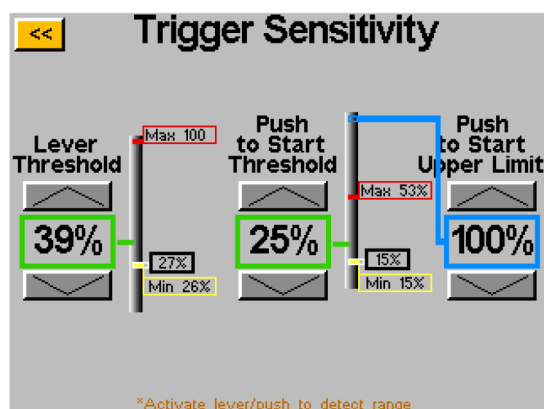 <<
Trigger Sensitivity
Lever
Threshold
39%
Max 100
27%
Min 26%
Push
to Start
Threshold
25%
Max 53%
15%
Min 15%
Push
to Start
Upper Limit
100%
*Activate lever/push to detect range